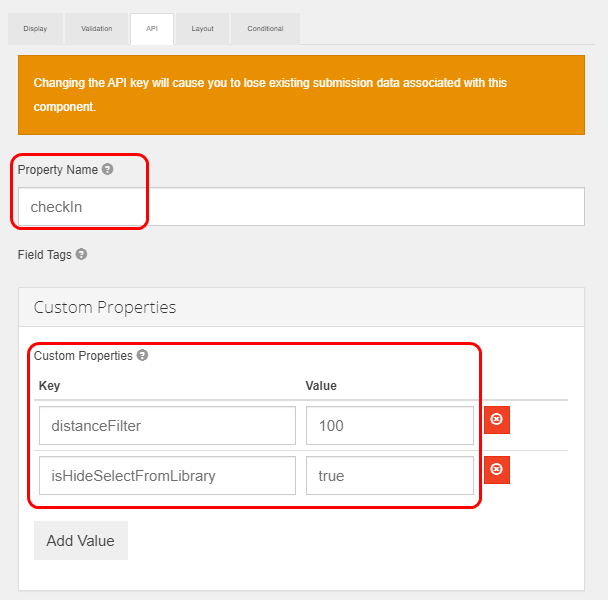 Display Validation API Layout Conditional
Changing the API key will cause you to lose existing submission data associated with this
component.
Property Name
checkIn
Field Tags
Custom Properties
Custom Properties
Key Value
distanceFilter 100
isHideSelectFromLibrary true
Add Value